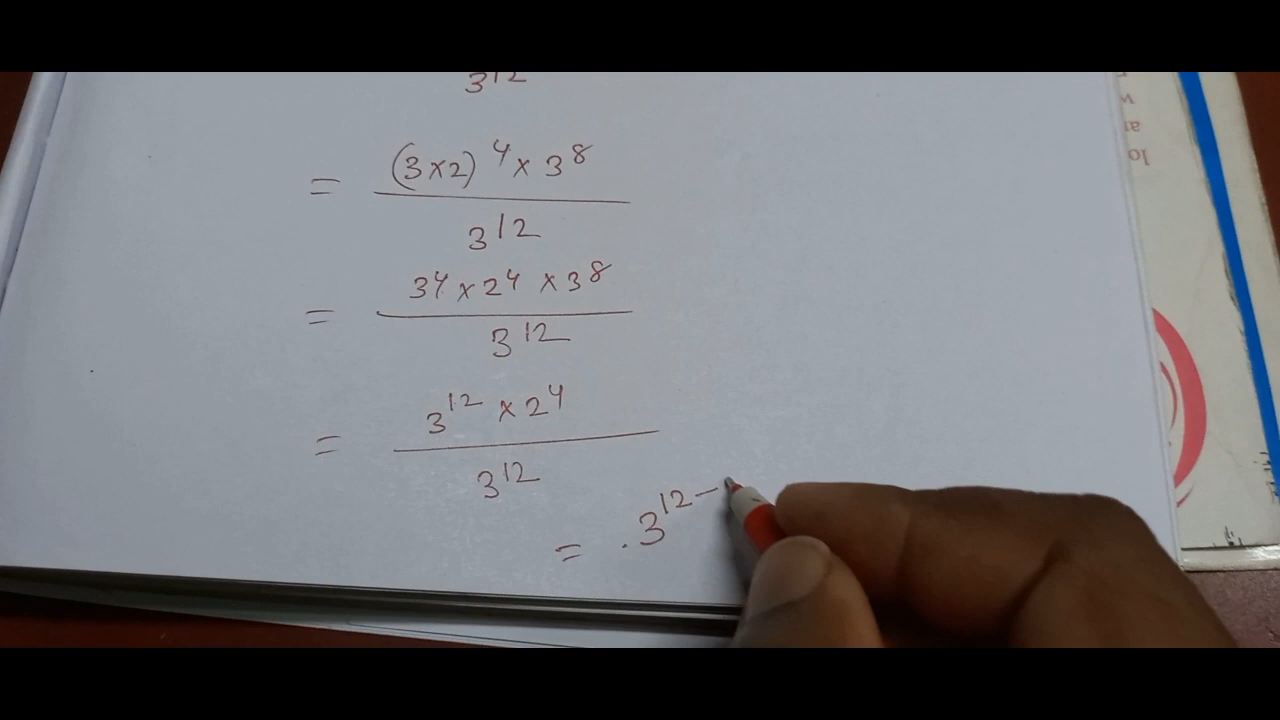 3^12
= (3×2)^4 × 3^8
3^12
= 3^4 × 2^4 × 3^8
3^12
= 3^12 × 2^4
3^12
= .3^12-